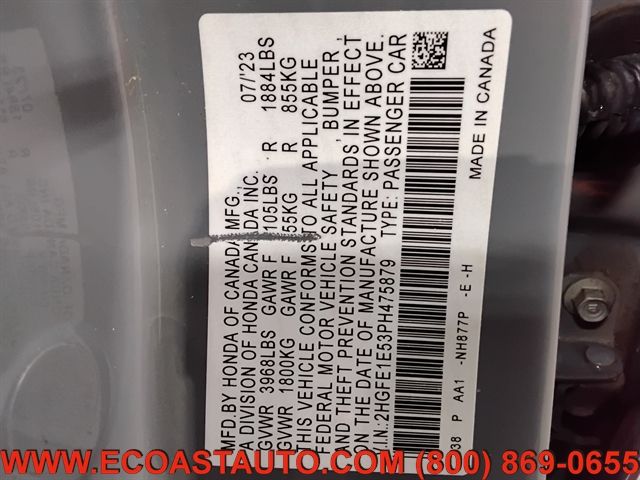 MFD.BY HONDA OF CANADA MFG., 07/'23
A DIVISION OF HONDA CANADA INC.
GVWR 3968LBS GAWR F 105LBS R 1884LBS
GVWR 1800KG GAWR F 55KG R 855KG
THIS VEHICLE CONFORMS TO ALL APPLICABLE
FEDERAL MOTOR VEHICLE SAFETY , BUMPER ,
AND THEFT PREVENTION STANDARDS IN EFFECT
ON THE DATE OF MANUFACTURE SHOWN ABOVE.
V.I.N.:2HGFE1E53PH475879 TYPE: PASSENGER CAR
38 P AA1 -NH877P -E -H MADE IN CANADA
WWW.ECOASTAUTO.COM (800) 869-0655